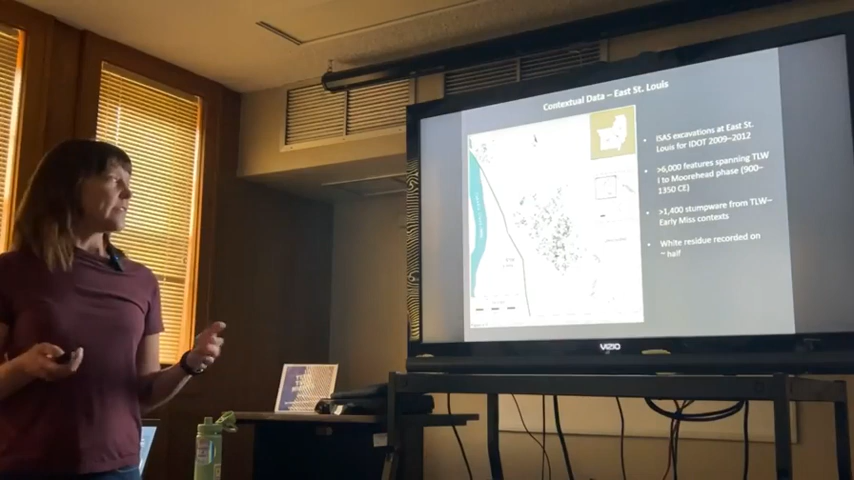 Contextual Data – East St. Louis
• ISAS excavations at East St.
Louis for IDOT 2009–2012
• >6,000 features spanning TLW
I to Moorehead phase (900–
1350 CE)
• >1,400 stumpware from TLW–
Early Miss contexts
• White residue recorded on
~ half
VIZIO